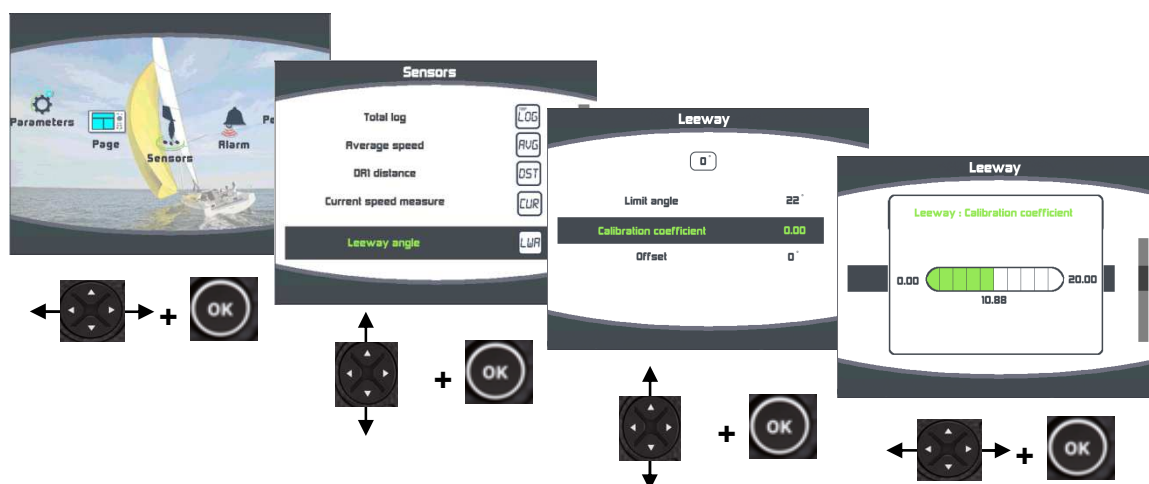 Parameters
Page
Sensors
Alarm
Pe
OK
+
Sensors
Total log
LOG
Average speed
AVG
OR1 distance
DST
Current speed measure
CUR
Leeway angle
LWA
+
OK
Leeway
0°
Limit angle 22°
Calibration coefficient 0.00
Offset 0°
+
OK
Leeway
Leeway : Calibration coefficient
0.00 20.00
10.88
+
OK